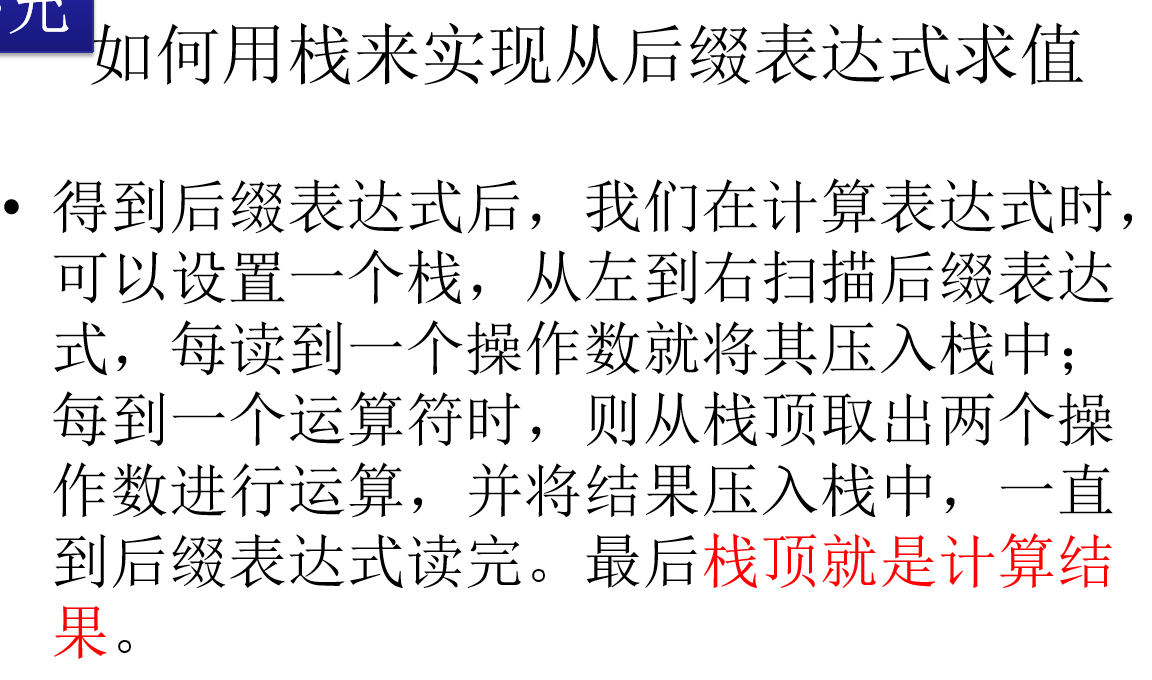 如何用栈来实现从后缀表达式求值
• 得到后缀表达式后，我们在计算表达式时，
可以设置一个栈，从左到右扫描后缀表达
式，每读到一个操作数就将其压入栈中；
每到一个运算符时，则从栈顶取出两个操
作数进行运算，并将结果压入栈中，一直
到后缀表达式读完。最后栈顶就是计算结
果。